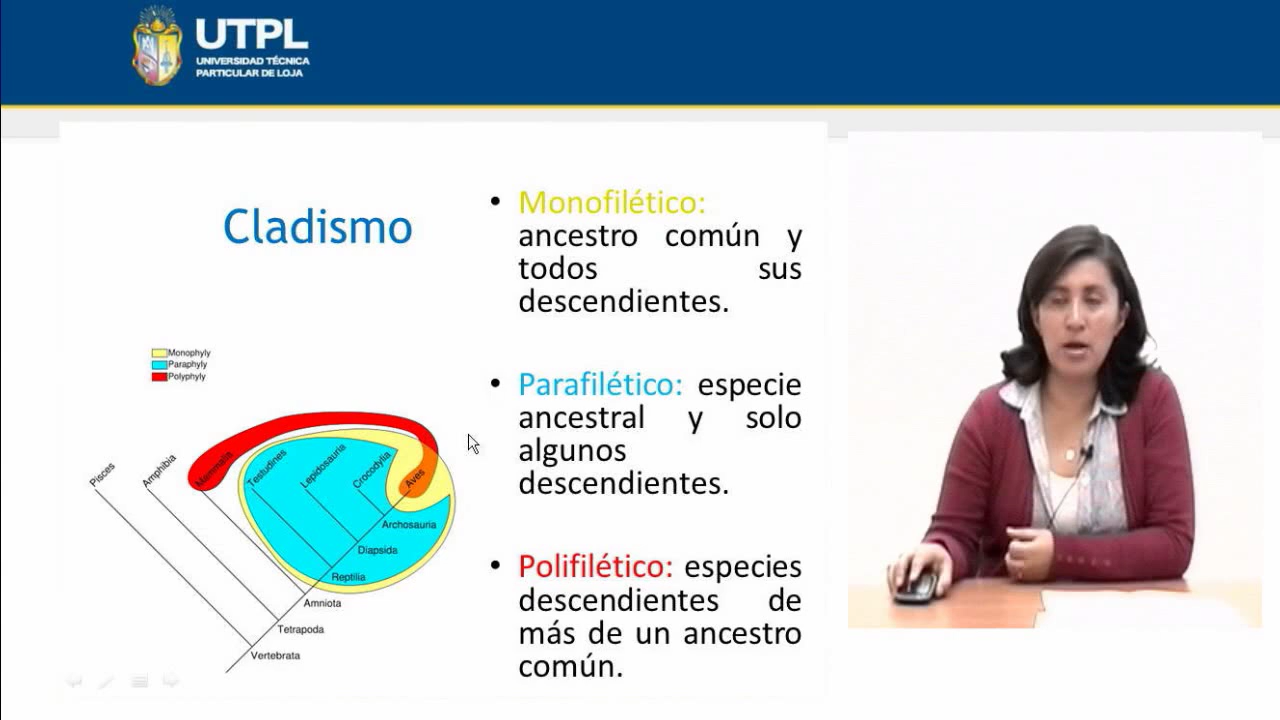 UTPL
UNIVERSIDAD TÉCNICA
PARTICULAR DE LOJA
Cladismo
Monophyly
Paraphyly
Polyphyly
Pisces
Amphibia
Mammalia
Testudines
Lepidosauria
Crocodylia
Aves
Archosauria
Diapsida
Reptilia
Amniota
Tetrapoda
Vertebrata
• Monofilético:
ancestro común y
todos sus
descendientes.
• Parafilético: especie
ancestral y solo
algunos
descendientes.
• Polifilético: especies
descendientes de
más de un ancestro
común.